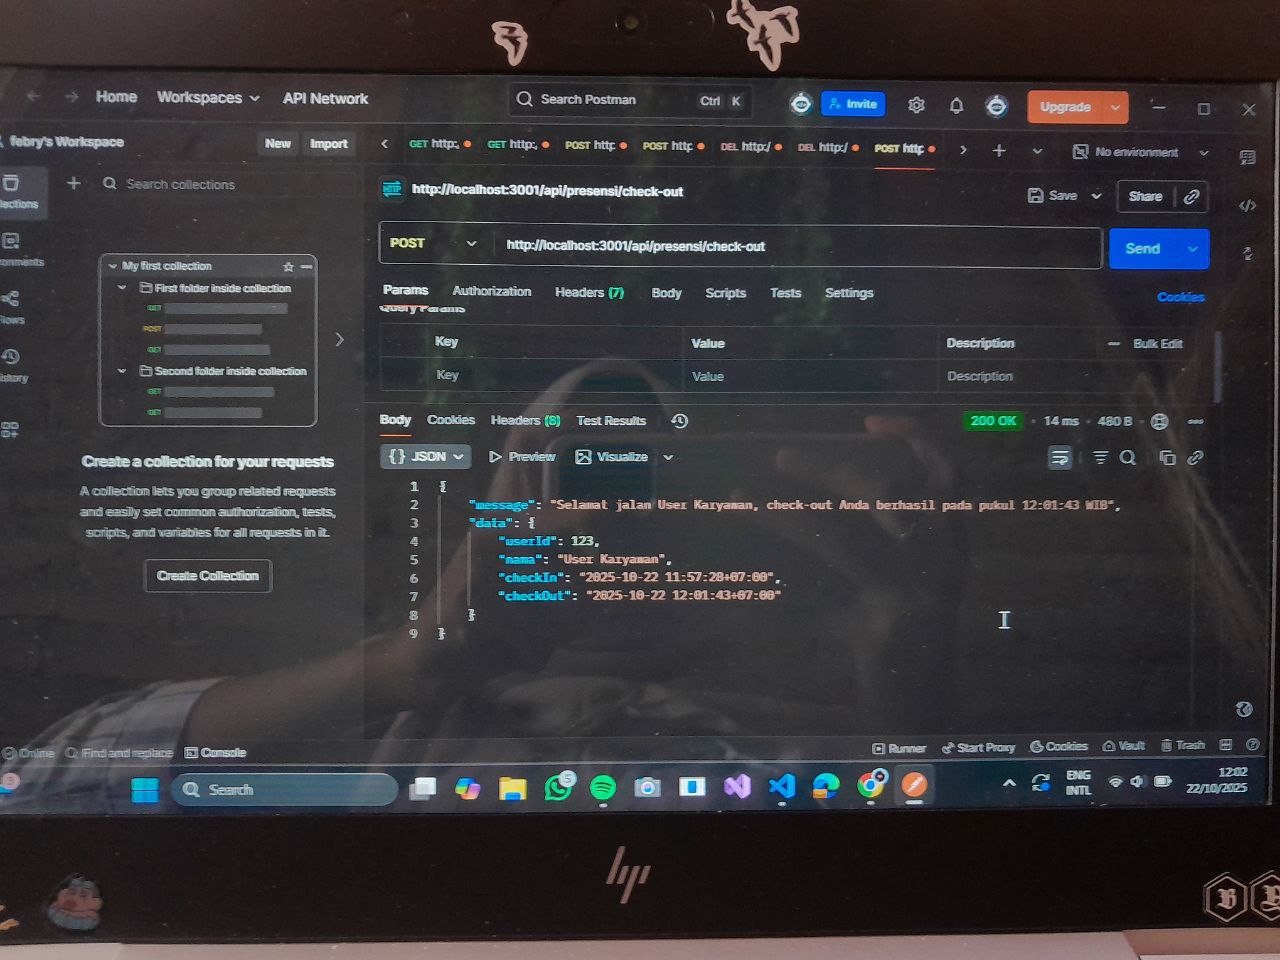 Home Workspaces API Network Search Postman Ctrl K Invite Upgrade
febry's Workspace New Import GET http: GET http: POST http POST http DEL http:/ DEL http:/ POST http No environment
Search collections
http://localhost:3001/api/presensi/check-out Save Share
POST http://localhost:3001/api/presensi/check-out Send
Params Authorization Headers (7) Body Scripts Tests Settings Cookies
Query Params
Key Value Description Bulk Edit
Key Value Description
My first collection
First folder inside collection
GET
POST
GET
Second folder inside collection
GET
GET
Create a collection for your requests
A collection lets you group related requests
and easily set common authorization, tests,
scripts, and variables for all requests in it.
Create Collection
Body Cookies Headers (8) Test Results 200 OK 14 ms 480 B
{} JSON Preview Visualize
1 {
2 "message": "Selamat jalan User Karyawan, check-out Anda berhasil pada pukul 12:01:43 WIB",
3 "data": {
4 "userId": 123,
5 "nama": "User Karyawan",
6 "checkIn": "2025-10-22 11:57:28+07:00",
7 "checkOut": "2025-10-22 12:01:43+07:00"
8 }
9 }
Online Find and replace Console Runner Start Proxy Cookies Vault Trash
Search 5 ENG 12:02
INTL 22/10/2025
hp